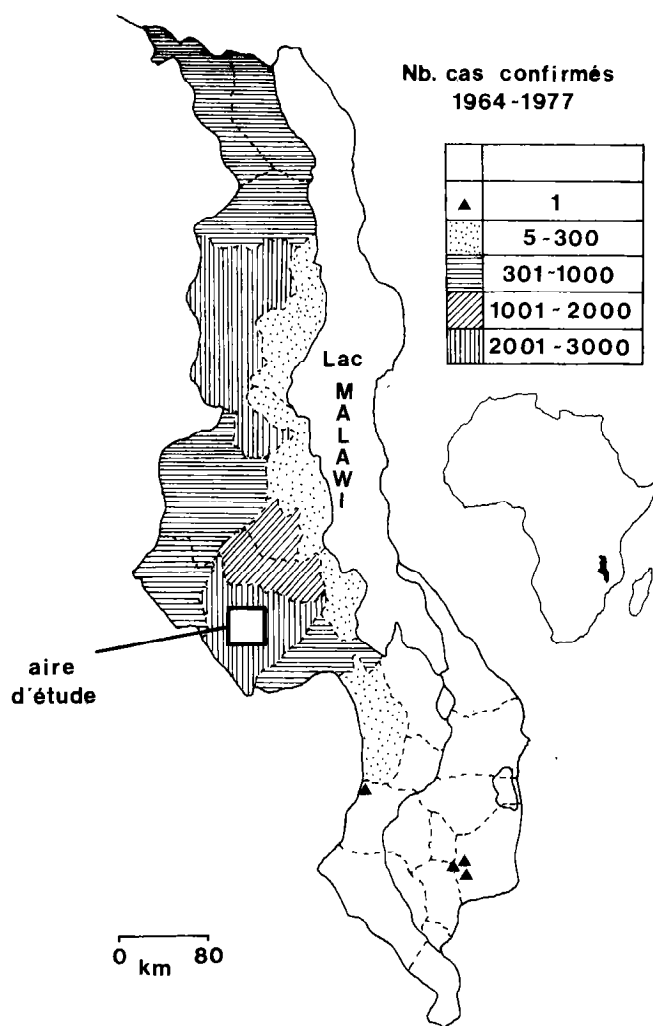 Nb. cas confirmés
1964-1977
1
5-300
301-1000
1001-2000
2001-3000
Lac
MALAWI
aire
d'étude
0 80
km